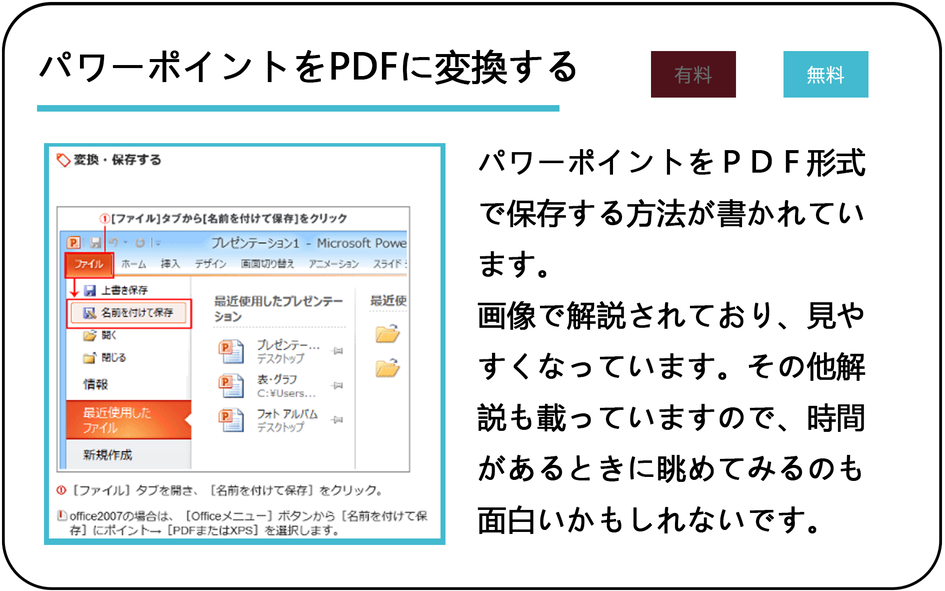 パワーポイントをPDFに変換する
有料
無料
変換・保存する
①[ファイル]タブから[名前を付けて保存]をクリック
プレゼンテーション1 - Microsoft Powe
ファイル ホーム 挿入 デザイン 画面切り替え アニメーション スライド
上書き保存
名前を付けて保存
開く
閉じる
情報
最近使用した
ファイル
新規作成
最近使用したプレゼンテー
ション
プレゼンテー...
デスクトップ
表・グラフ
C:¥Users...
フォト アルバム
デスクトップ
最近使
① [ファイル] タブを開き、 [名前を付けて保存] をクリック。
office2007の場合は、 [Officeメニュー] ボタンから [名前を付けて保
存] にポイント→ [PDFまたはXPS] を選択します。
パワーポイントをＰＤＦ形式
で保存する方法が書かれてい
ます。
画像で解説されており、見や
すくなっています。その他解
説も載っていますので、時間
があるときに眺めてみるのも
面白いかもしれないです。